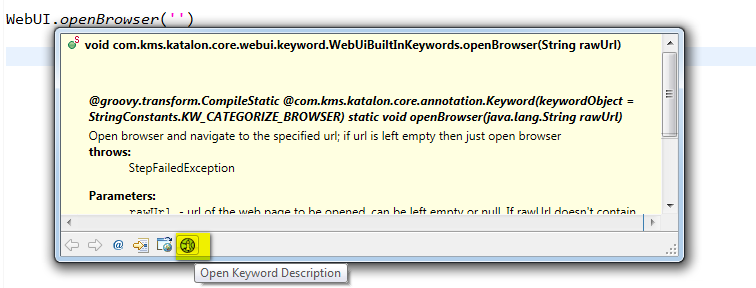 WebUI.openBrowser('')
void com.kms.katalon.core.webui.keyword.WebUiBuiltInKeywords.openBrowser(String rawUrl)
@groovy.transform.CompileStatic @com.kms.katalon.core.annotation.Keyword(keywordObject =
StringConstants.KW_CATEGORIZE_BROWSER) static void openBrowser(java.lang.String rawUrl)
Open browser and navigate to the specified url; if url is left empty then just open browser
throws:
StepFailedException
Parameters:
rawUrl - url of the web page to be opened, can be left empty or null. If rawUrl doesn't contain
@
Open Keyword Description